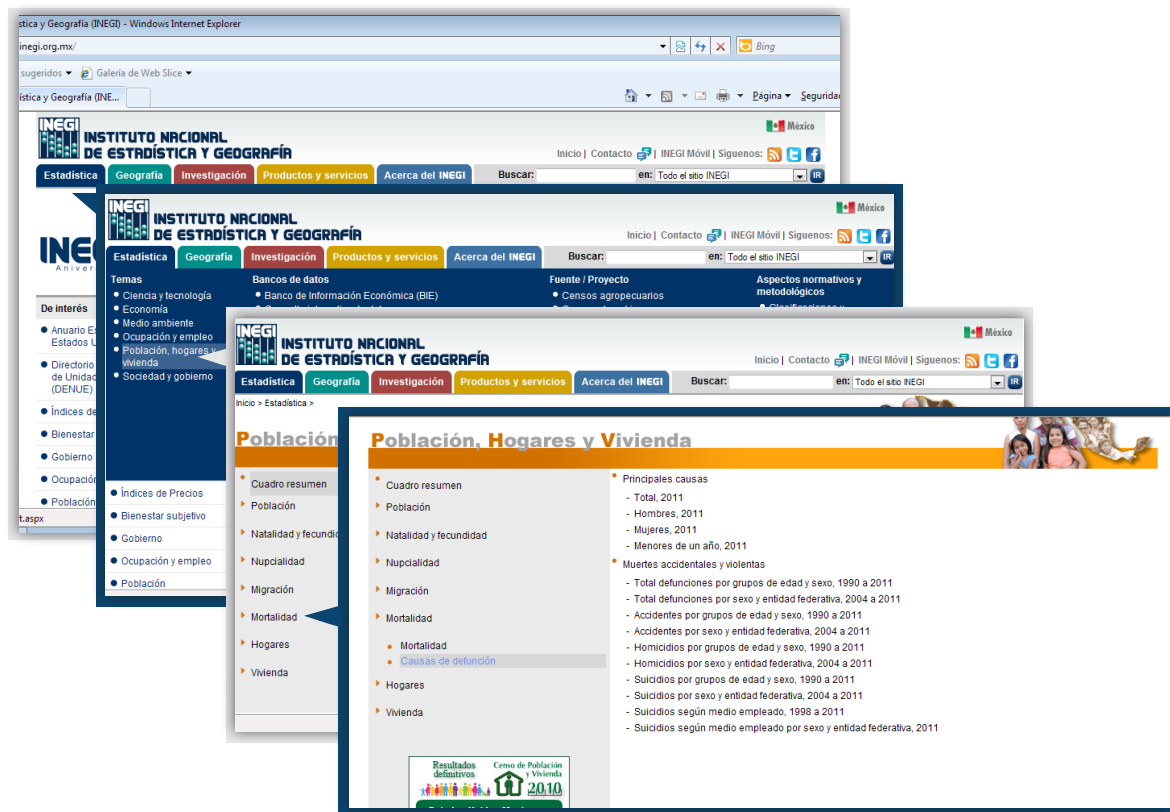 stica y Geografía (INEGI) - Windows Internet Explorer
inegi.org.mx/
Bing
sugeridos
Galería de Web Slice
ística y Geografía (INE...
Página
Segurida
INEGI
INSTITUTO NACIONAL
DE ESTADÍSTICA Y GEOGRAFÍA
México
Inicio | Contacto | INEGI Móvil | Siguenos:
Estadística Geografía Investigación Productos y servicios Acerca del INEGI Buscar: en: Todo el sitio INEGI IR
INE
Aniver
De interés
Anuario E
Estados U
Directorio
de Unidad
(DENUE)
Índices de
Bienestar
Gobierno
Ocupación
Población
t.aspx
INEGI
INSTITUTO NACIONAL
DE ESTADÍSTICA Y GEOGRAFÍA
México
Inicio | Contacto | INEGI Móvil | Siguenos:
Estadística Geografía Investigación Productos y servicios Acerca del INEGI Buscar: en: Todo el sitio INEGI IR
Temas
Ciencia y tecnología
Economía
Medio ambiente
Ocupación y empleo
Población, hogares y
vivienda
Sociedad y gobierno
Bancos de datos
Banco de Información Económica (BIE)
Fuente / Proyecto
Censos agropecuarios
Aspectos normativos y
metodológicos
Índices de Precios
Bienestar subjetivo
Gobierno
Ocupación y empleo
Población
INEGI
INSTITUTO NACIONAL
DE ESTADÍSTICA Y GEOGRAFÍA
México
Inicio | Contacto | INEGI Móvil | Siguenos:
Estadística Geografía Investigación Productos y servicios Acerca del INEGI Buscar: en: Todo el sitio INEGI IR
Inicio > Estadística >
Población
Cuadro resumen
Población
Natalidad y fecundid
Nupcialidad
Migración
Mortalidad
Hogares
Vivienda
Población, Hogares y Vivienda
Cuadro resumen
Población
Natalidad y fecundidad
Nupcialidad
Migración
Mortalidad
Mortalidad
Causas de defunción
Hogares
Vivienda
Principales causas
- Total, 2011
- Hombres, 2011
- Mujeres, 2011
- Menores de un año, 2011
Muertes accidentales y violentas
- Total defunciones por grupos de edad y sexo, 1990 a 2011
- Total defunciones por sexo y entidad federativa, 2004 a 2011
- Accidentes por grupos de edad y sexo, 1990 a 2011
- Accidentes por sexo y entidad federativa, 2004 a 2011
- Homicidios por grupos de edad y sexo, 1990 a 2011
- Homicidios por sexo y entidad federativa, 2004 a 2011
- Suicidios por grupos de edad y sexo, 1990 a 2011
- Suicidios por sexo y entidad federativa, 2004 a 2011
- Suicidios según medio empleado, 1998 a 2011
- Suicidios según medio empleado por sexo y entidad federativa, 2011
Resultados
definitivos
Censo de Población
y Vivienda
2010